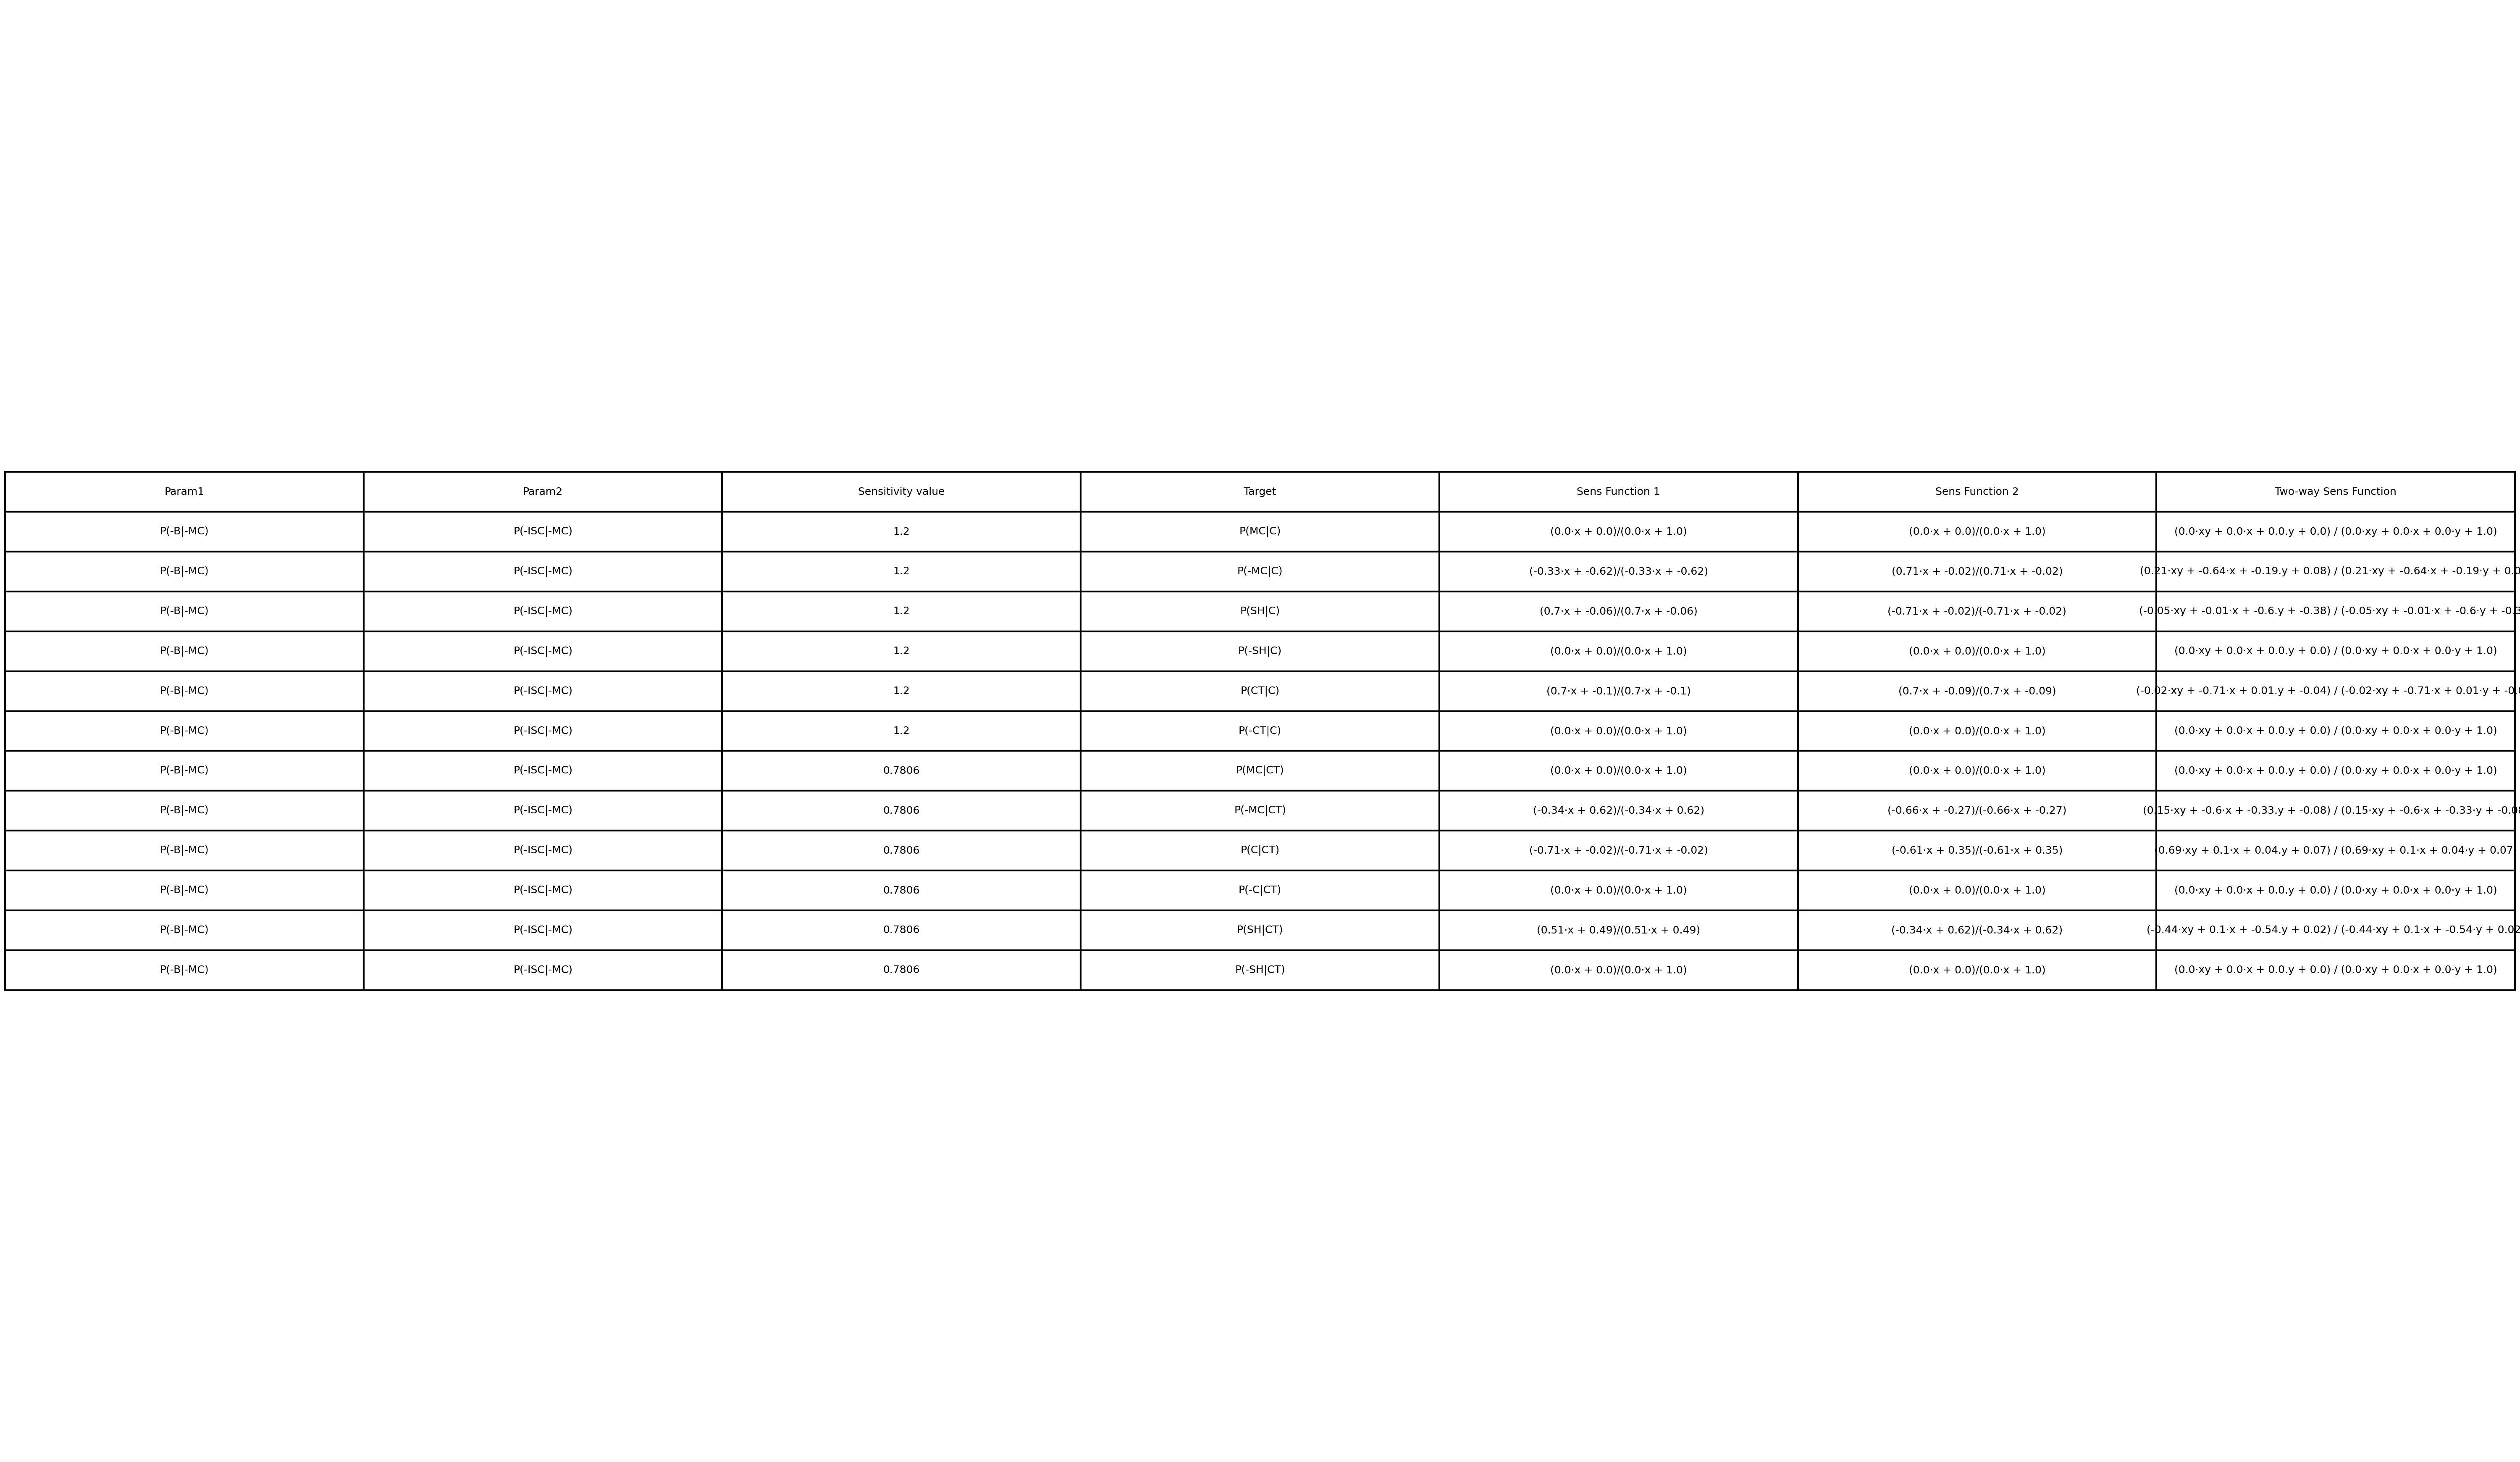 Param1 Param2 Sensitivity value Target Sens Function 1 Sens Function 2 Two-way Sens Function
P(-B|-MC) P(-ISC|-MC) 1.2 P(MC|C) (0.0·x + 0.0)/(0.0·x + 1.0) (0.0·x + 0.0)/(0.0·x + 1.0) (0.0·xy + 0.0·x + 0.0.y + 0.0) / (0.0·xy + 0.0·x + 0.0·y + 1.0)
P(-B|-MC) P(-ISC|-MC) 1.2 P(-MC|C) (-0.33·x + -0.62)/(-0.33·x + -0.62) (0.71·x + -0.02)/(0.71·x + -0.02) (0.21·xy + -0.64·x + -0.19.y + 0.08) / (0.21·xy + -0.64·x + -0.19·y +
P(-B|-MC) P(-ISC|-MC) 1.2 P(SH|C) (0.7·x + -0.06)/(0.7·x + -0.06) (-0.71·x + -0.02)/(-0.71·x + -0.02) (-0.05·xy + -0.01·x + -0.6.y + -0.38) / (-0.05·xy + -0.01·x + -0.6·y +
P(-B|-MC) P(-ISC|-MC) 1.2 P(-SH|C) (0.0·x + 0.0)/(0.0·x + 1.0) (0.0·x + 0.0)/(0.0·x + 1.0) (0.0·xy + 0.0·x + 0.0.y + 0.0) / (0.0·xy + 0.0·x + 0.0·y + 1.0)
P(-B|-MC) P(-ISC|-MC) 1.2 P(CT|C) (0.7·x + -0.1)/(0.7·x + -0.1) (0.7·x + -0.09)/(0.7·x + -0.09) (-0.02·xy + -0.71·x + 0.01.y + -0.04) / (-0.02·xy + -0.71·x + 0.01·y +
P(-B|-MC) P(-ISC|-MC) 1.2 P(-CT|C) (0.0·x + 0.0)/(0.0·x + 1.0) (0.0·x + 0.0)/(0.0·x + 1.0) (0.0·xy + 0.0·x + 0.0.y + 0.0) / (0.0·xy + 0.0·x + 0.0·y + 1.0)
P(-B|-MC) P(-ISC|-MC) 0.7806 P(MC|CT) (0.0·x + 0.0)/(0.0·x + 1.0) (0.0·x + 0.0)/(0.0·x + 1.0) (0.0·xy + 0.0·x + 0.0.y + 0.0) / (0.0·xy + 0.0·x + 0.0·y + 1.0)
P(-B|-MC) P(-ISC|-MC) 0.7806 P(-MC|CT) (-0.34·x + 0.62)/(-0.34·x + 0.62) (-0.66·x + -0.27)/(-0.66·x + -0.27) (0.15·xy + -0.6·x + -0.33.y + -0.08) / (0.15·xy + -0.6·x + -0.33·y + -0.08
P(-B|-MC) P(-ISC|-MC) 0.7806 P(C|CT) (-0.71·x + -0.02)/(-0.71·x + -0.02) (-0.61·x + 0.35)/(-0.61·x + 0.35) (0.69·xy + 0.1·x + 0.04.y + 0.07) / (0.69·xy + 0.1·x + 0.04·y + 0.07)
P(-B|-MC) P(-ISC|-MC) 0.7806 P(-C|CT) (0.0·x + 0.0)/(0.0·x + 1.0) (0.0·x + 0.0)/(0.0·x + 1.0) (0.0·xy + 0.0·x + 0.0.y + 0.0) / (0.0·xy + 0.0·x + 0.0·y + 1.0)
P(-B|-MC) P(-ISC|-MC) 0.7806 P(SH|CT) (0.51·x + 0.49)/(0.51·x + 0.49) (-0.34·x + 0.62)/(-0.34·x + 0.62) (-0.44·xy + 0.1·x + -0.54.y + 0.02) / (-0.44·xy + 0.1·x + -0.54·y + 0.02
P(-B|-MC) P(-ISC|-MC) 0.7806 P(-SH|CT) (0.0·x + 0.0)/(0.0·x + 1.0) (0.0·x + 0.0)/(0.0·x + 1.0) (0.0·xy + 0.0·x + 0.0.y + 0.0) / (0.0·xy + 0.0·x + 0.0·y + 1.0)